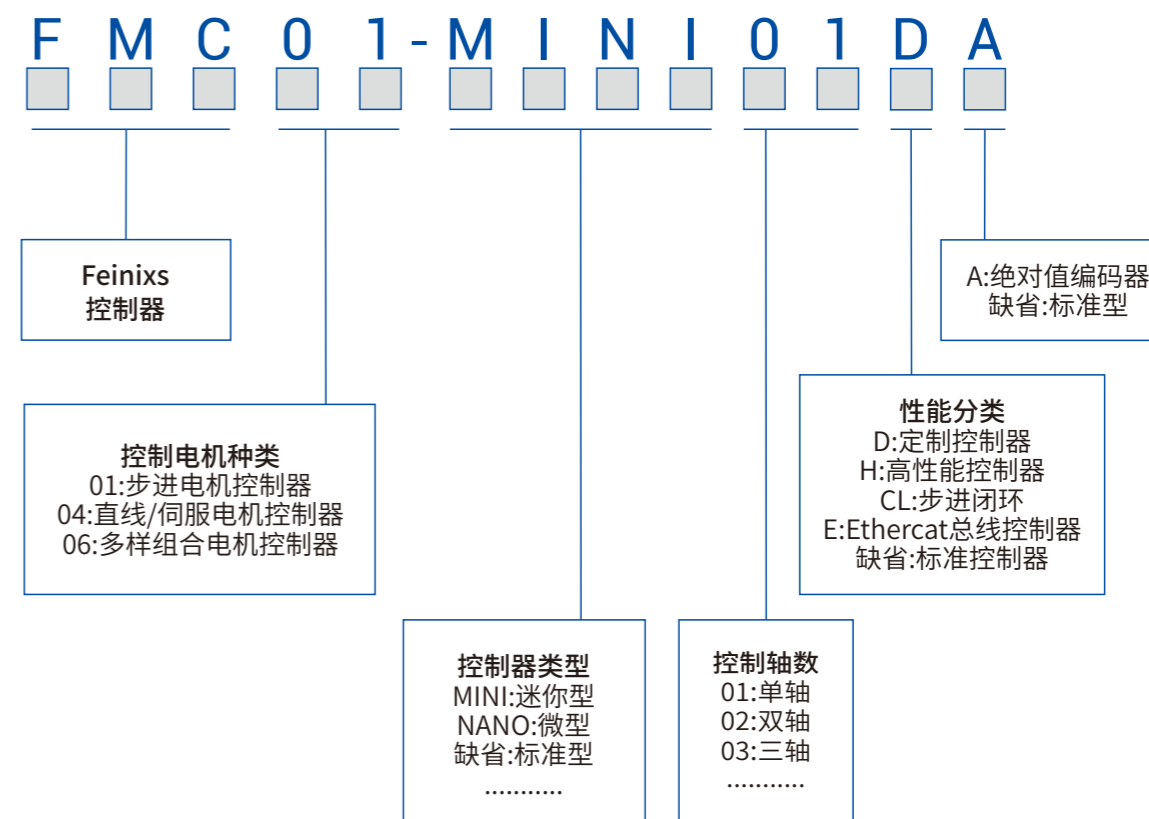 FMC01-MINI01DA
Feinixs
控制器
A:绝对值编码器
缺省:标准型
控制电机种类
01:步进电机控制器
04:直线/伺服电机控制器
06:多样组合电机控制器
性能分类
D:定制控制器
H:高性能控制器
CL:步进闭环
E:Ethercat总线控制器
缺省:标准控制器
控制器类型
MINI:迷你型
NANO:微型
缺省:标准型
...........
控制轴数
01:单轴
02:双轴
03:三轴
...........